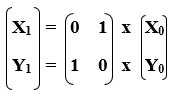 X₁ = 0 1 x X₀
Y₁ = 1 0 x Y₀